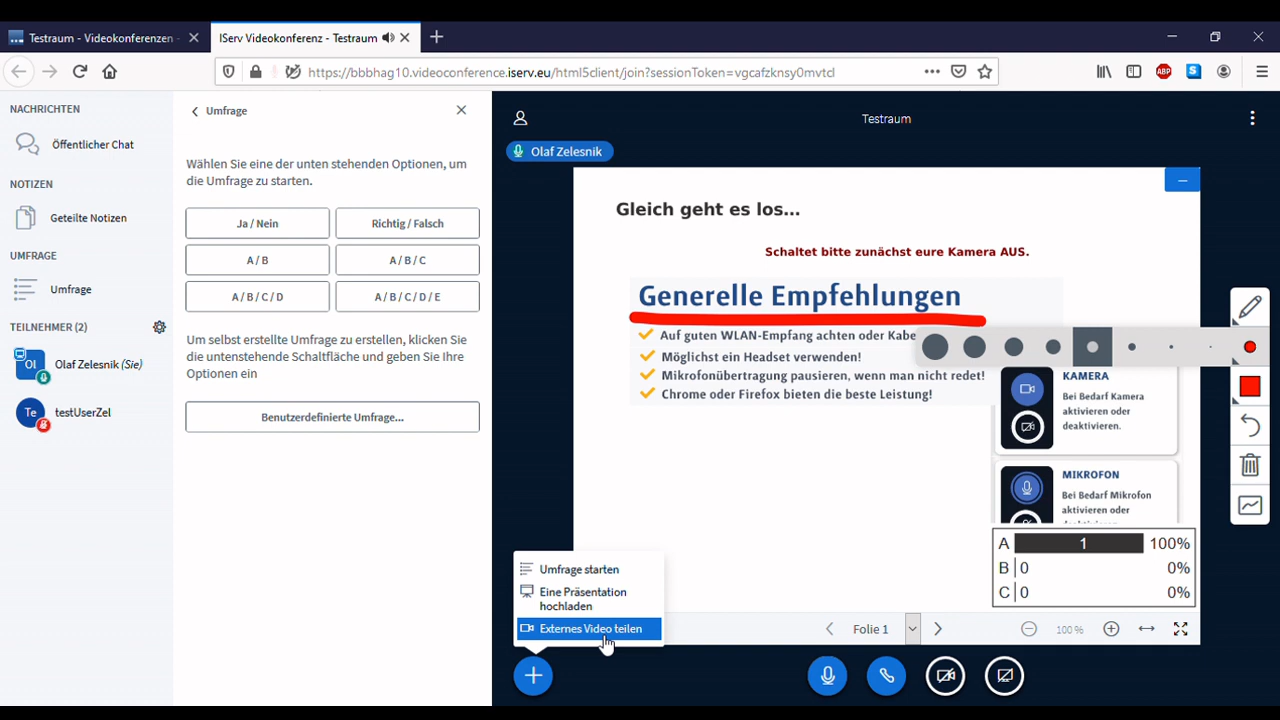 Testraum - Videokonferenzen -
IServ Videokonferenz - Testraum
https://bbbhag10.videoconference.iserv.eu/html5client/join?sessionToken=vgcafzknsy0mvtcl
ABP
S
NACHRICHTEN
Öffentlicher Chat
NOTIZEN
Geteilte Notizen
UMFRAGE
Umfrage
TEILNEHMER (2)
Ol
Olaf Zelesnik (Sie)
Te
testUserZel
Umfrage
Wählen Sie eine der unten stehenden Optionen, um
die Umfrage zu starten.
Ja / Nein
Richtig / Falsch
A / B
A / B / C
A / B / C / D
A / B / C / D / E
Um selbst erstellte Umfrage zu erstellen, klicken Sie
die untenstehende Schaltfläche und geben Sie Ihre
Optionen ein
Benutzerdefinierte Umfrage...
Testraum
Olaf Zelesnik
Gleich geht es los...
Schaltet bitte zunächst eure Kamera AUS.
Generelle Empfehlungen
Auf guten WLAN-Empfang achten oder Kabe
Möglichst ein Headset verwenden!
Mikrofonübertragung pausieren, wenn man nicht redet!
Chrome oder Firefox bieten die beste Leistung!
KAMERA
Bei Bedarf Kamera
aktivieren oder
deaktivieren.
MIKROFON
Bei Bedarf Mikrofon
aktivieren oder
A 1 100%
B 0 0%
C 0 0%
Umfrage starten
Eine Präsentation
hochladen
Externes Video teilen
Folie 1
100 %